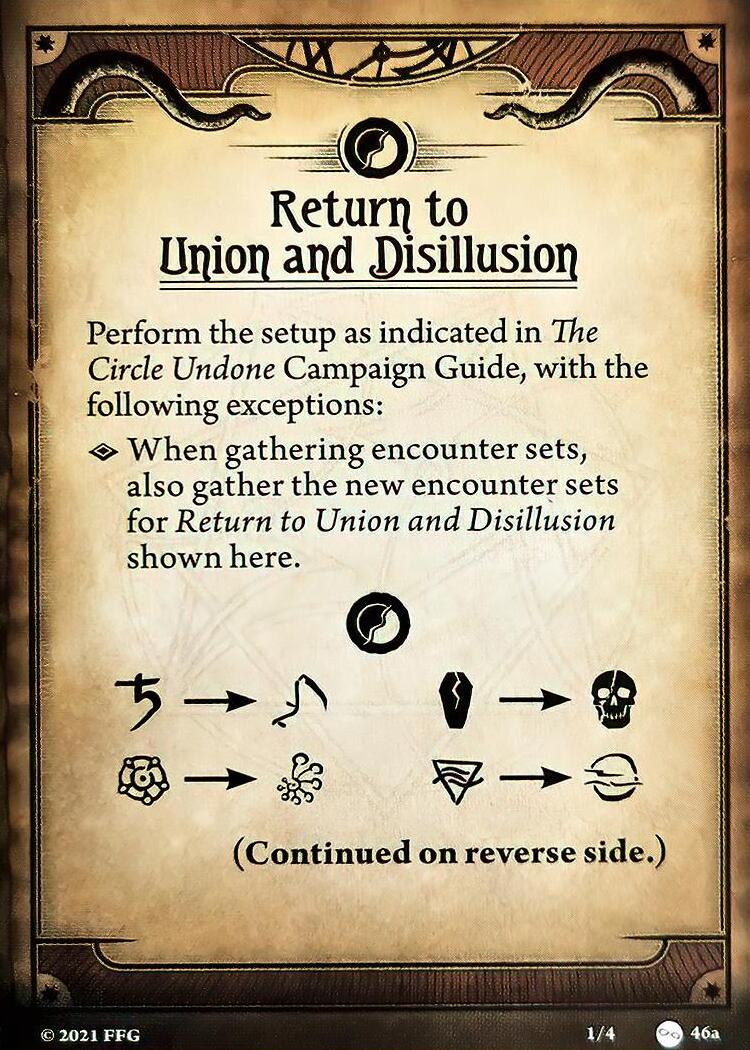 Return to
Union and Disillusion
Perform the setup as indicated in The
Circle Undone Campaign Guide, with the
following exceptions:
When gathering encounter sets,
also gather the new encounter sets
for Return to Union and Disillusion
shown here.
(Continued on reverse side.)
© 2021 FFG
1/4
46a